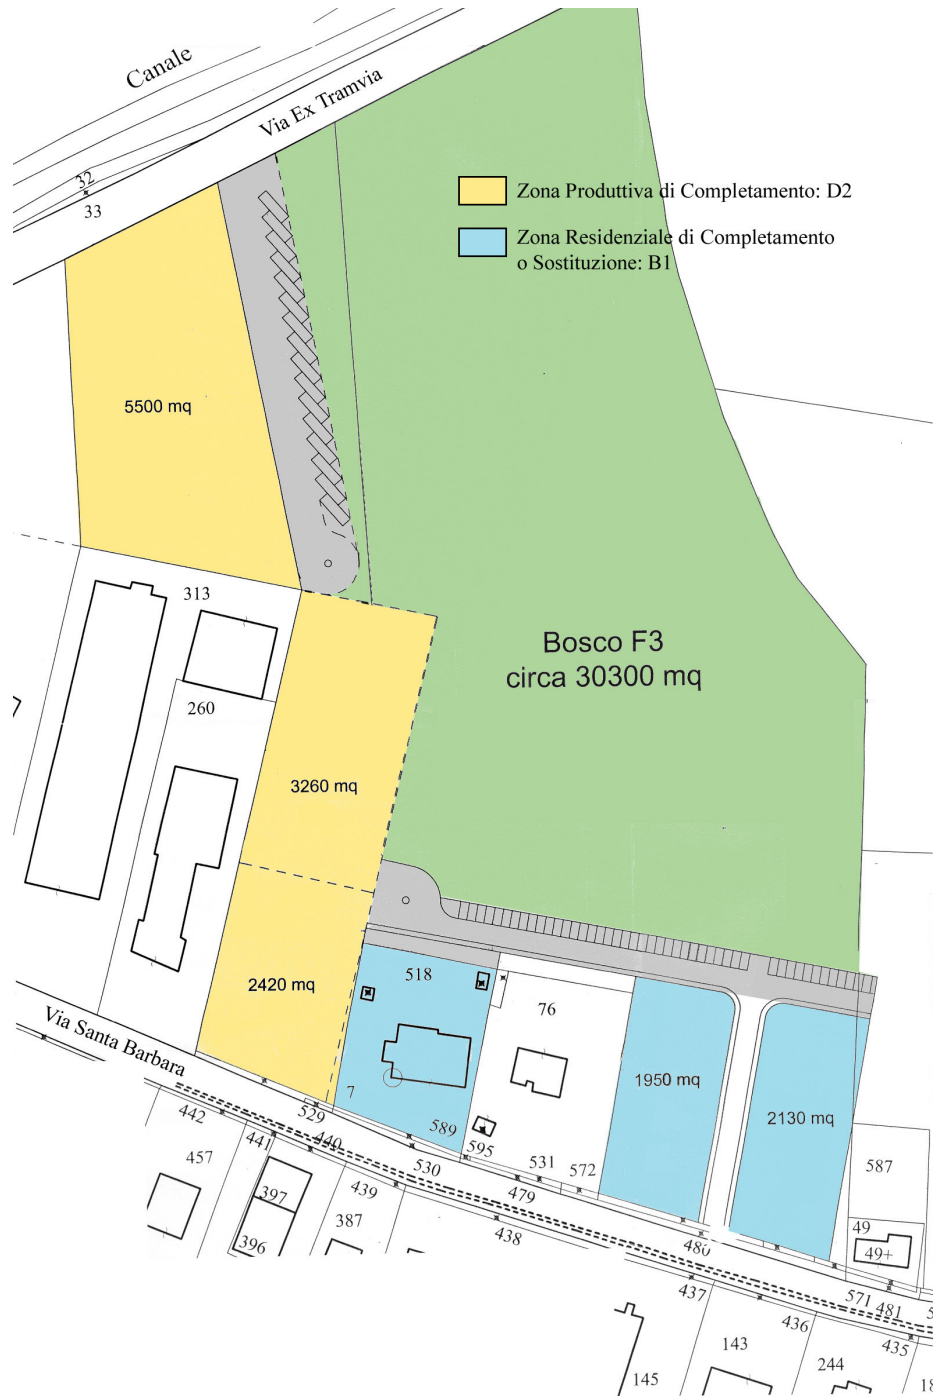 Canale
Via Ex Tramvia
32
33
Zona Produttiva di Completamento: D2
Zona Residenziale di Completamento
o Sostituzione: B1
5500 mq
313
Bosco F3
circa 30300 mq
260
3260 mq
518
2420 mq
76
Via Santa Barbara
1950 mq
7
2130 mq
529
589
442
441
440
595
531
587
457
530
572
439
479
49
397
387
438
480
49+
396
571
481
437
436
435
143
244
145